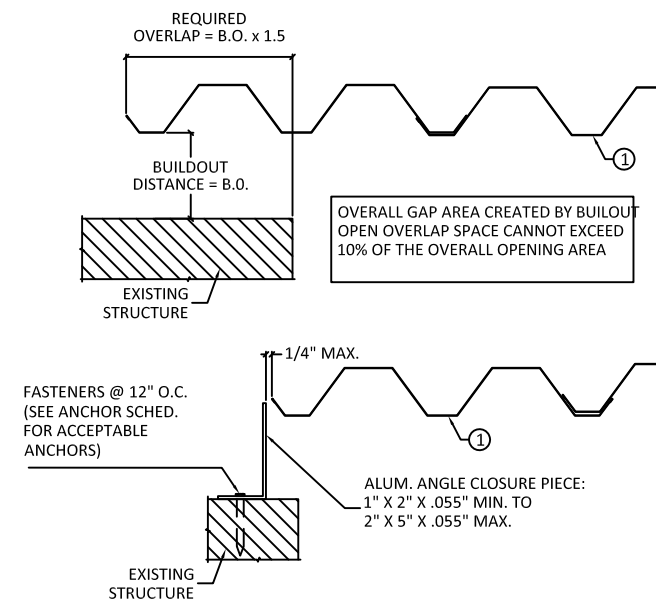 REQUIRED
OVERLAP = B.O. x 1.5
BUILDOUT
DISTANCE = B.O.
1
OVERALL GAP AREA CREATED BY BUILOUT
OPEN OVERLAP SPACE CANNOT EXCEED
10% OF THE OVERALL OPENING AREA
EXISTING
STRUCTURE
1/4" MAX.
FASTENERS @ 12" O.C.
(SEE ANCHOR SCHED.
FOR ACCEPTABLE
ANCHORS)
1
ALUM. ANGLE CLOSURE PIECE:
1" X 2" X .055" MIN. TO
2" X 5" X .055" MAX.
EXISTING
STRUCTURE